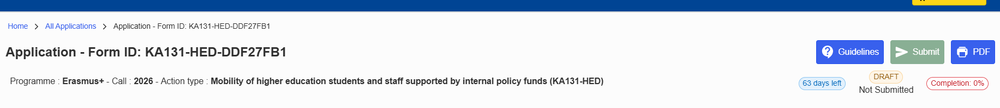 Home > All Applications > Application - Form ID: KA131-HED-DDF27FB1
Application - Form ID: KA131-HED-DDF27FB1
Guidelines
Submit
PDF
Programme : Erasmus+ - Call : 2026 - Action type : Mobility of higher education students and staff supported by internal policy funds (KA131-HED)
63 days left
DRAFT
Not Submitted
Completion: 0%